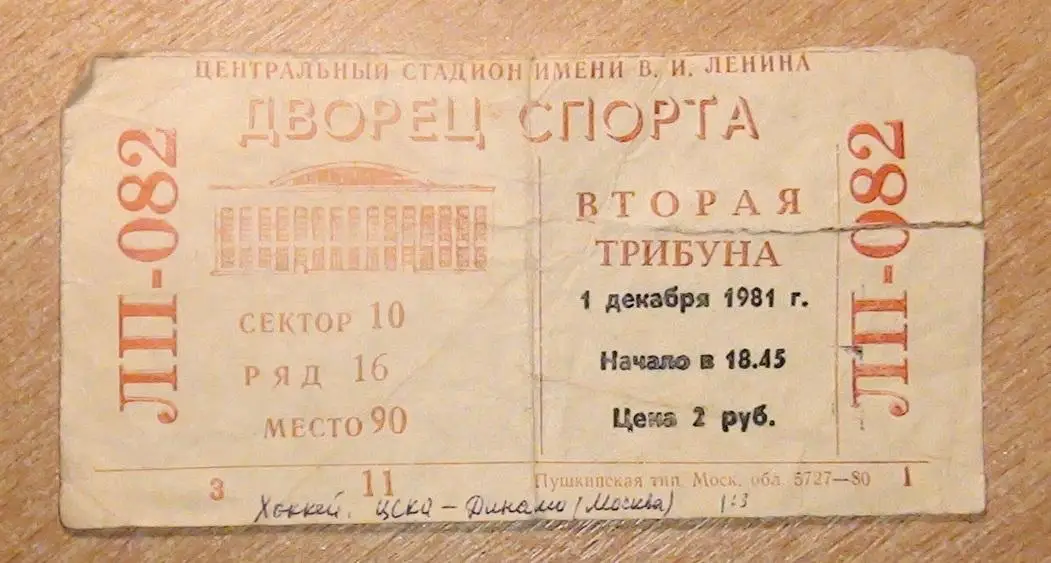 ЦЕНТРАЛЬНЫЙ СТАДИОН ИМЕНИ В. И. ЛЕНИНА
ДВОРЕЦ СПОРТА
ЛП-082
ВТОРАЯ
ТРИБУНА
1 декабря 1981 г.
Начало в 18.45
Цена 2 руб.
СЕКТОР 10
РЯД 16
МЕСТО 90
ЛП-082
3 11 Пушкинская тип. Моск. обл. 5727—80 1
Хоккей. ЦСКА - Динамо (Москва) 1:3